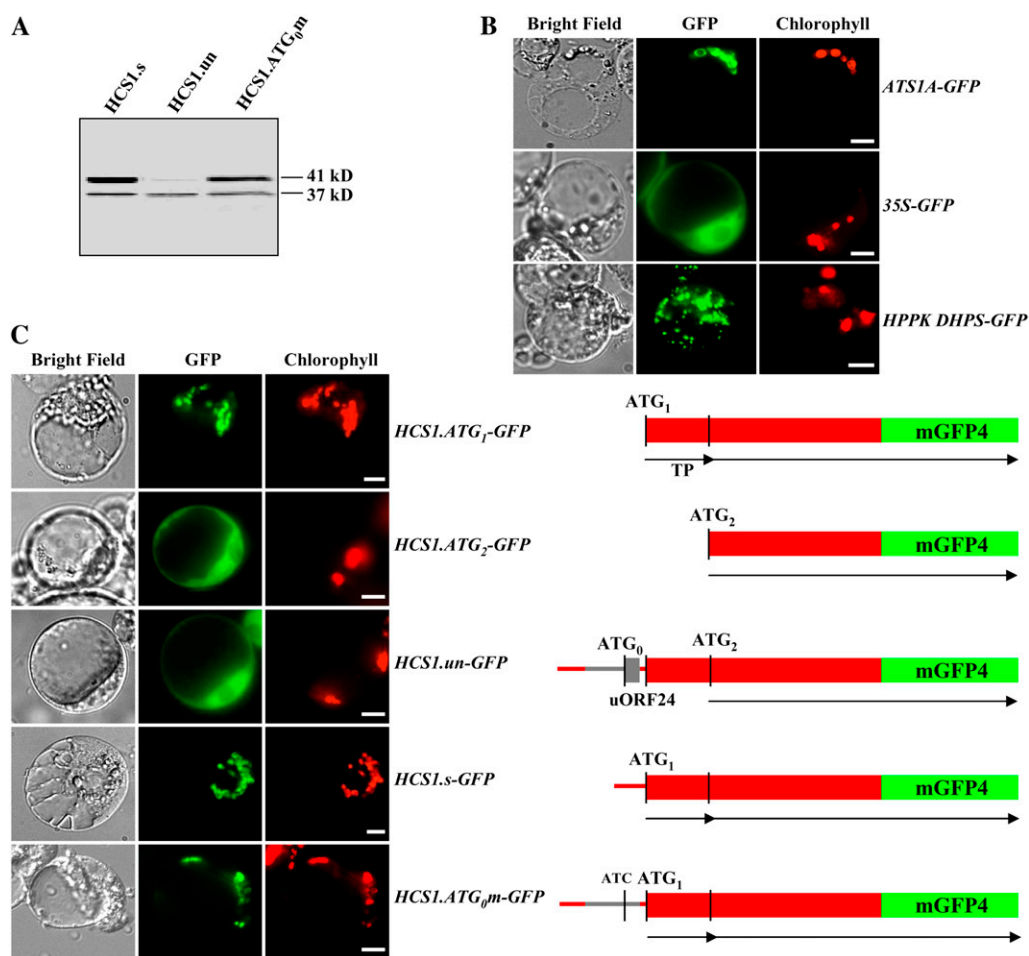 A
HCS1.s
HCS1.un
HCS1.ATG₀m
41 kD
37 kD
B
Bright Field GFP Chlorophyll
ATS1A-GFP
35S-GFP
HPPK DHPS-GFP
C
Bright Field GFP Chlorophyll
HCS1.ATG₁-GFP
ATG₁
mGFP4
TP
HCS1.ATG₂-GFP
ATG₂
mGFP4
HCS1.un-GFP
ATG₀ ATG₂
mGFP4
uORF24
HCS1.s-GFP
ATG₁
mGFP4
HCS1.ATG₀m-GFP
ATC ATG₁
mGFP4